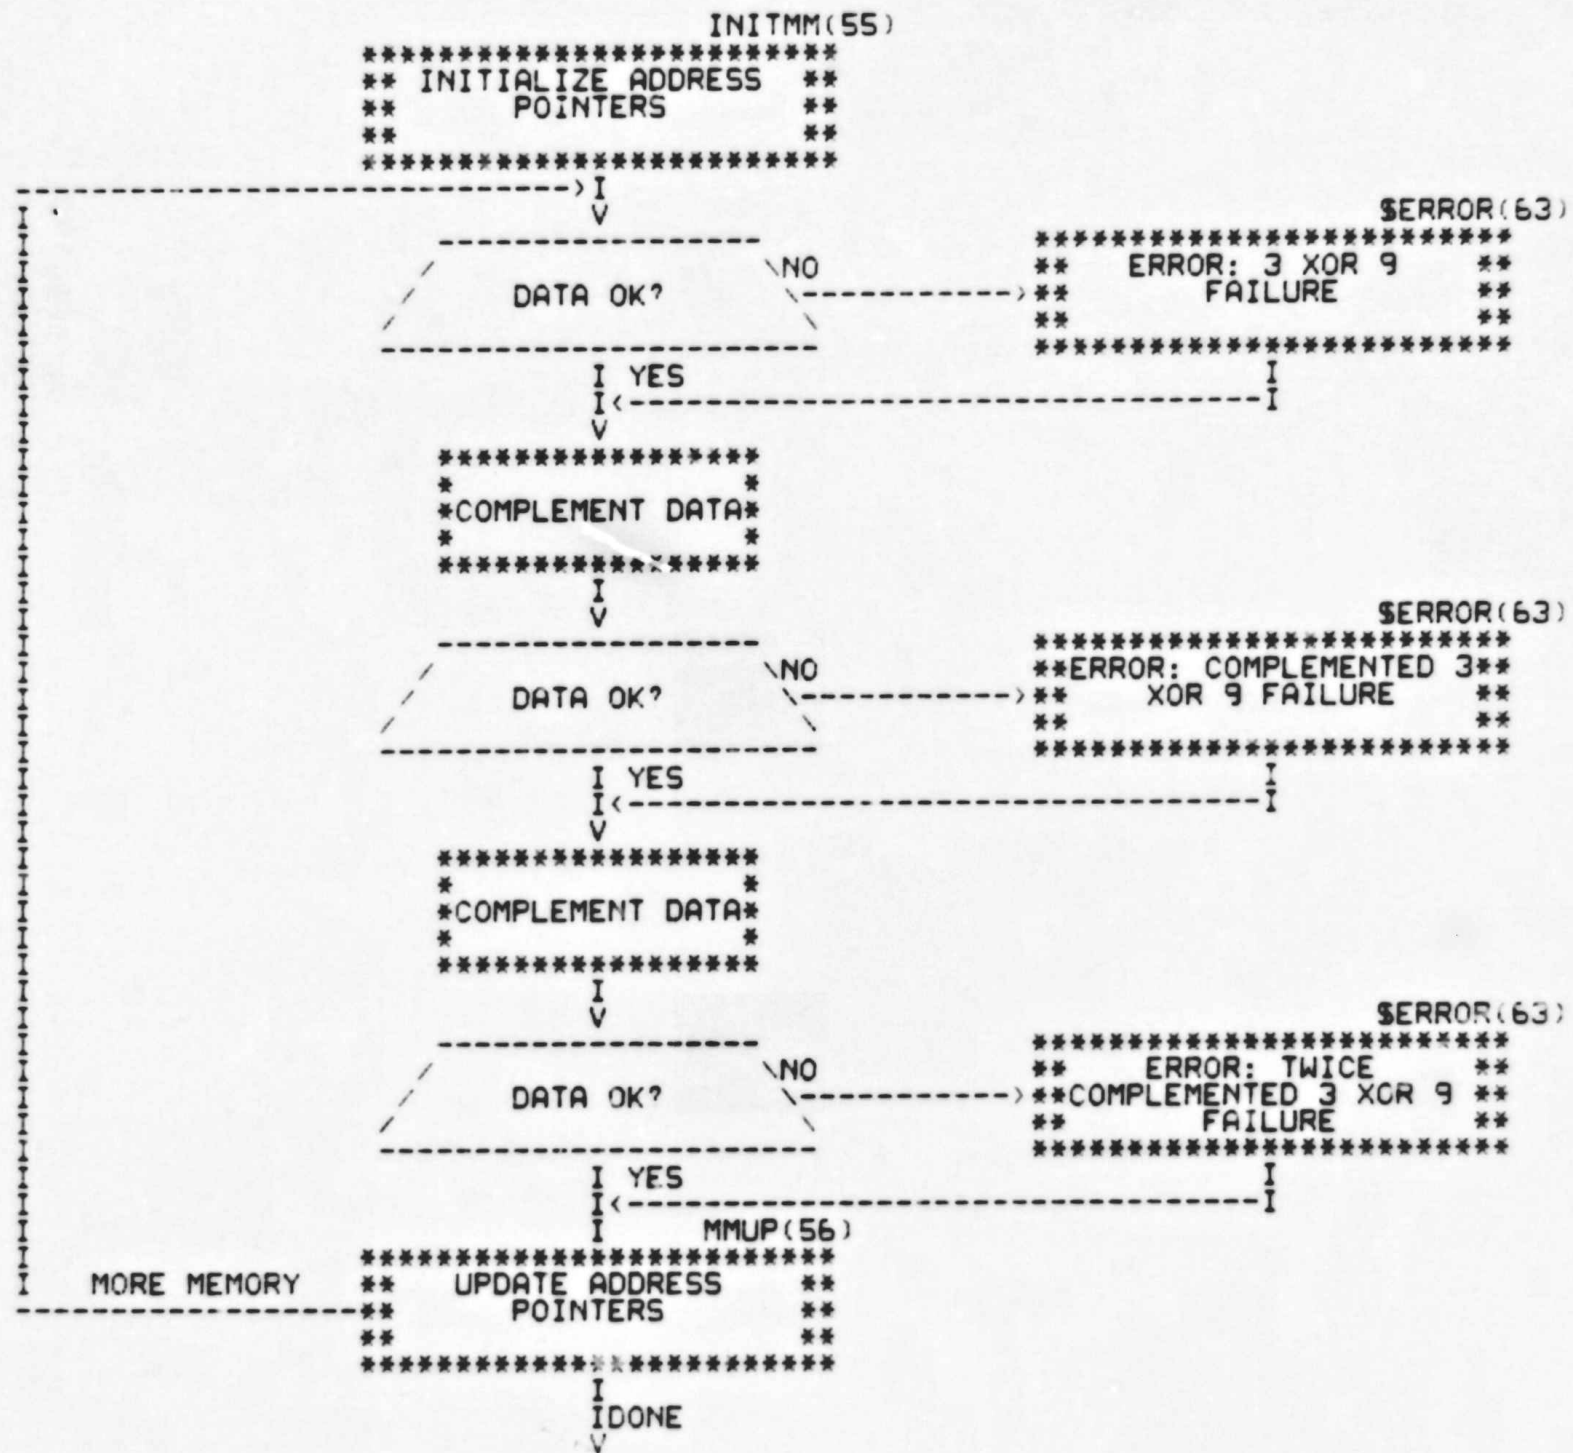 INITMM(55)
INITIALIZE ADDRESS
POINTERS
$ERROR(63)
DATA OK?
NO
ERROR: 3 XOR 9
FAILURE
YES
COMPLEMENT DATA
$ERROR(63)
DATA OK?
NO
ERROR: COMPLEMENTED 3
XOR 9 FAILURE
YES
COMPLEMENT DATA
$ERROR(63)
DATA OK?
NO
ERROR: TWICE
COMPLEMENTED 3 XOR 9
FAILURE
YES
MMUP(56)
MORE MEMORY
UPDATE ADDRESS
POINTERS
DONE